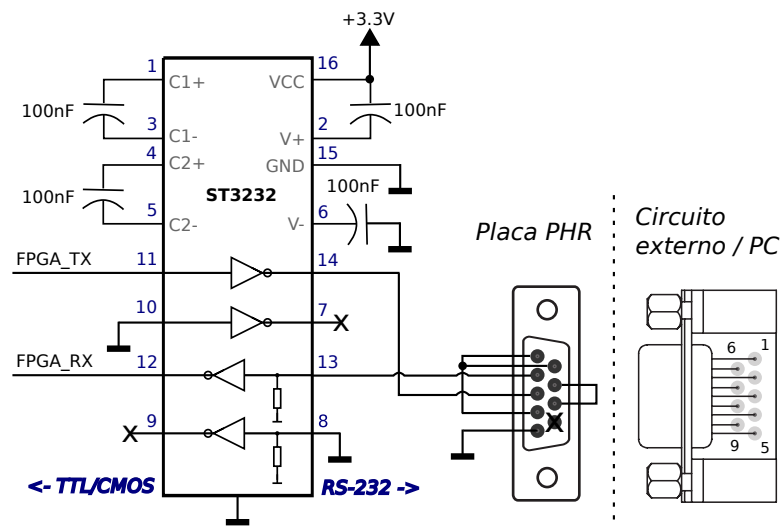 +3.3V
1
16
C1+
VCC
100nF
100nF
3
2
C1-
V+
4
15
C2+
GND
100nF
ST3232
100nF
5
6
C2-
V-
Placa PHR
Circuito
externo / PC
FPGA_TX
11
14
10
7
X
FPGA_RX
12
13
9
8
X
X
6
1
9
5
<- TTL/CMOS
RS-232 ->